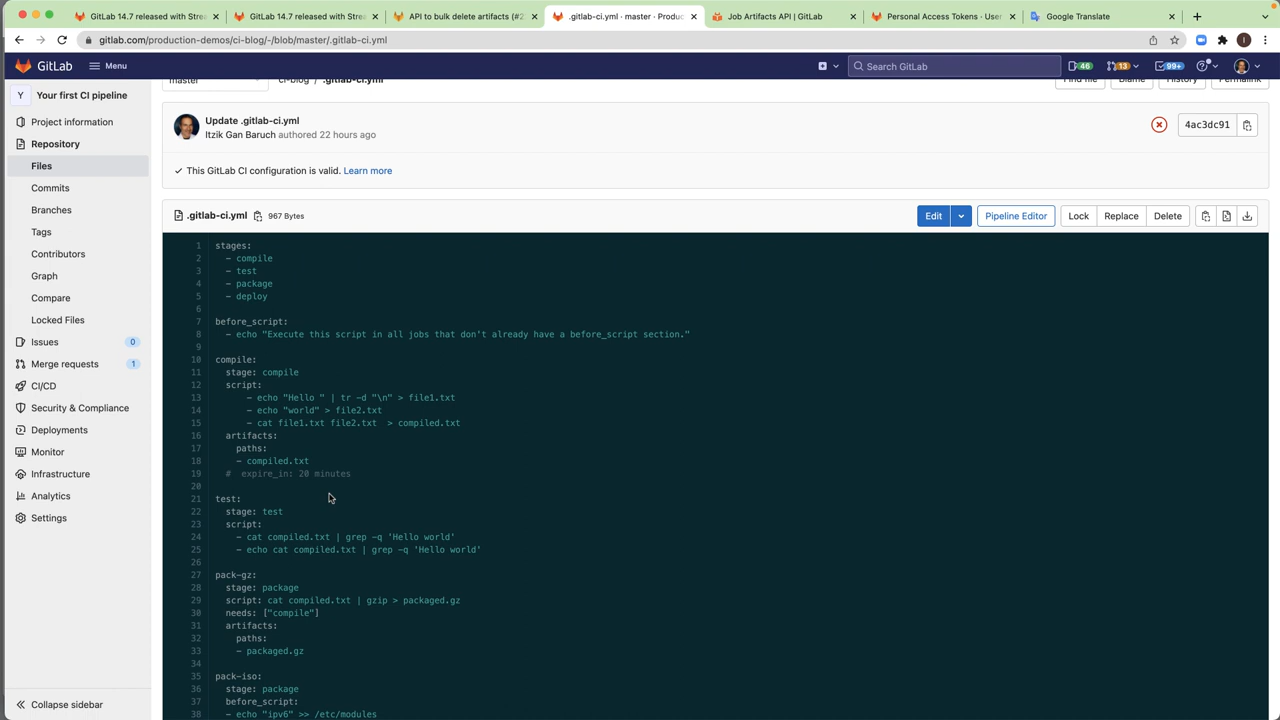 GitLab 14.7 released with Strea
GitLab 14.7 released with Strea
API to bulk delete artifacts (#2
.gitlab-ci.yml · master · Produc
Job Artifacts API | GitLab
Personal Access Tokens · User
Google Translate
gitlab.com/production-demos/ci-blog/-/blob/master/.gitlab-ci.yml
GitLab
Menu
Search GitLab
46
13
99+
master
ci-blog / .gitlab-ci.yml
Find file
Blame
History
Permalink
Y Your first CI pipeline
Project information
Repository
Files
Commits
Branches
Tags
Contributors
Graph
Compare
Locked Files
Issues 0
Merge requests 1
CI/CD
Security & Compliance
Deployments
Monitor
Infrastructure
Analytics
Settings
Collapse sidebar
Update .gitlab-ci.yml
Itzik Gan Baruch authored 22 hours ago
4ac3dc91
This GitLab CI configuration is valid. Learn more
.gitlab-ci.yml 967 Bytes
Edit
Pipeline Editor
Lock
Replace
Delete
1 stages:
2 - compile
3 - test
4 - package
5 - deploy
6
7 before_script:
8 - echo "Execute this script in all jobs that don't already have a before_script section."
9
10 compile:
11 stage: compile
12 script:
13 - echo "Hello " | tr -d "\n" > file1.txt
14 - echo "world" > file2.txt
15 - cat file1.txt file2.txt > compiled.txt
16 artifacts:
17 paths:
18 - compiled.txt
19 # expire_in: 20 minutes
20
21 test:
22 stage: test
23 script:
24 - cat compiled.txt | grep -q 'Hello world'
25 - echo cat compiled.txt | grep -q 'Hello world'
26
27 pack-gz:
28 stage: package
29 script: cat compiled.txt | gzip > packaged.gz
30 needs: ["compile"]
31 artifacts:
32 paths:
33 - packaged.gz
34
35 pack-iso:
36 stage: package
37 before_script:
38 - echo "ipv6" >> /etc/modules